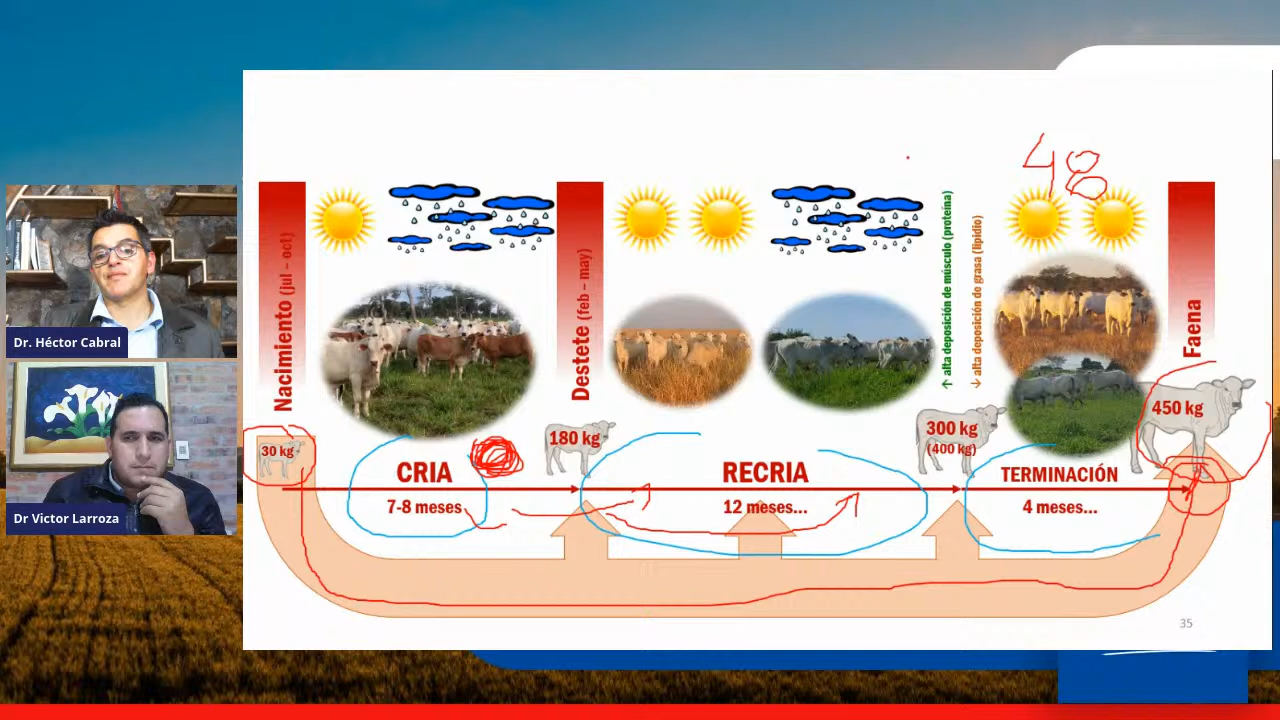 48
Nacimiento (jul – oct)
Destete (feb – may)
↑ alta deposición de músculo (proteína)
↓ alta deposición de grasa (lipidio)
Faena
Dr. Héctor Cabral
30 kg
180 kg
300 kg
(400 kg)
450 kg
CRIA
7-8 meses
RECRIA
12 meses...
TERMINACIÓN
4 meses...
Dr Victor Larroza
35